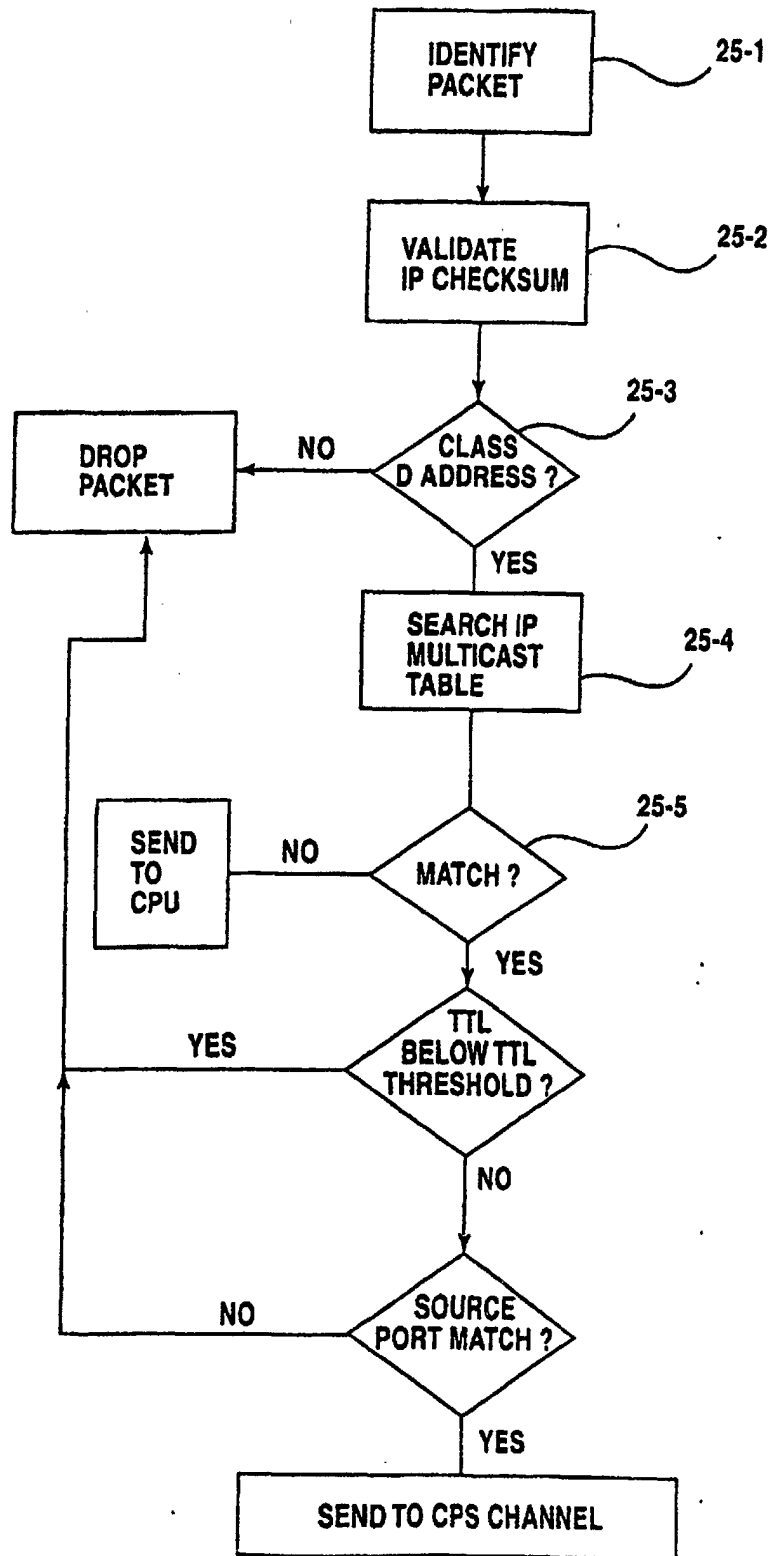 IDENTIFY
PACKET
25-1
VALIDATE
IP CHECKSUM
25-2
25-3
CLASS
D ADDRESS ?
NO
DROP
PACKET
YES
SEARCH IP
MULTICAST
TABLE
25-4
25-5
MATCH ?
NO
SEND
TO
CPU
YES
TTL
BELOW TTL
THRESHOLD ?
YES
NO
SOURCE
PORT MATCH ?
NO
YES
SEND TO CPS CHANNEL